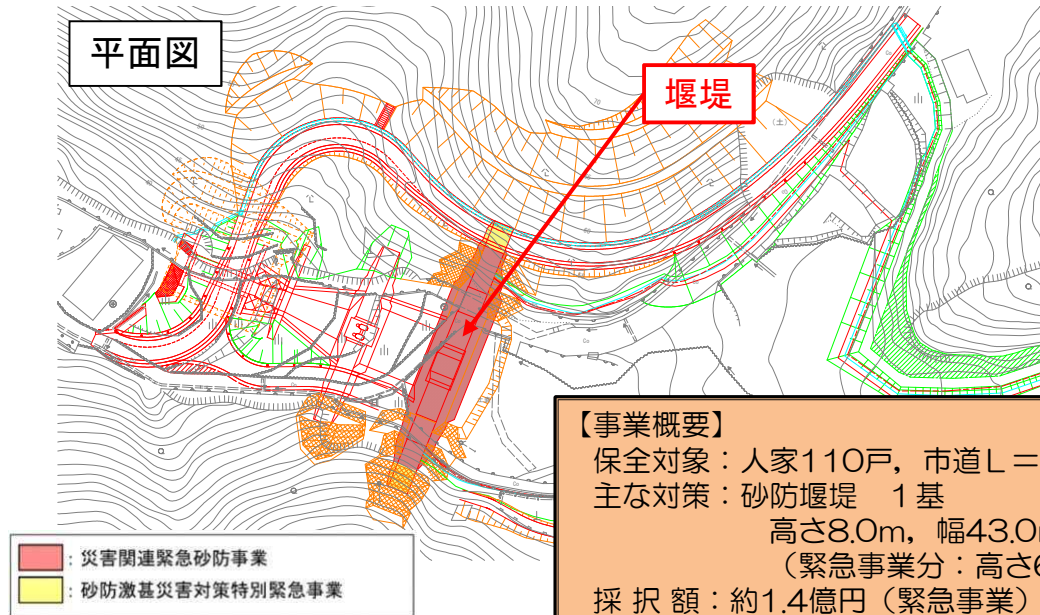 平面図
堰堤
【事業概要】
保全対象：人家110戸，市道Ｌ＝
主な対策：砂防堰堤　１基
高さ8.0m，幅43.0m
（緊急事業分：高さ6
採 択 額：約1.4億円（緊急事業）
：災害関連緊急砂防事業
：砂防激甚災害対策特別緊急事業